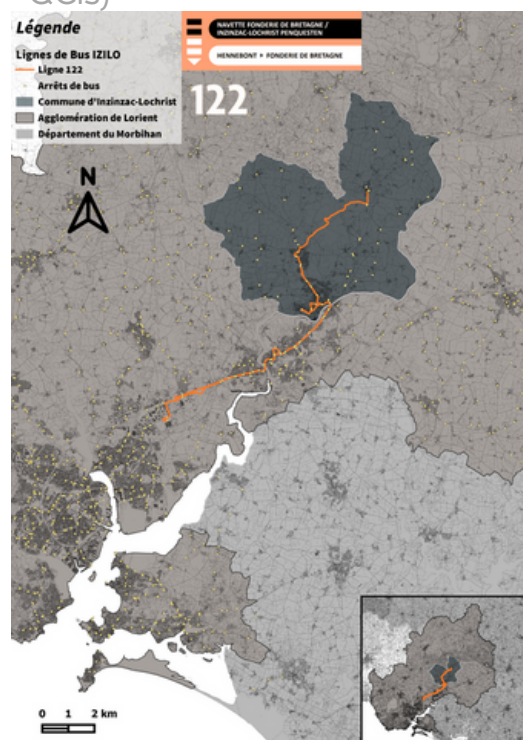 QGIS)
Légende
Lignes de Bus IZILO
Ligne 122
Arrêts de bus
Commune d'Inzinzac-Lochrist
Agglomération de Lorient
Département du Morbihan
NAVETTE FONDERIE DE BRETAGNE /
INZINZAC-LOCHRIST PENQUESTEN
HENNEBONT > FONDERIE DE BRETAGNE
122
N
0 1 2 km